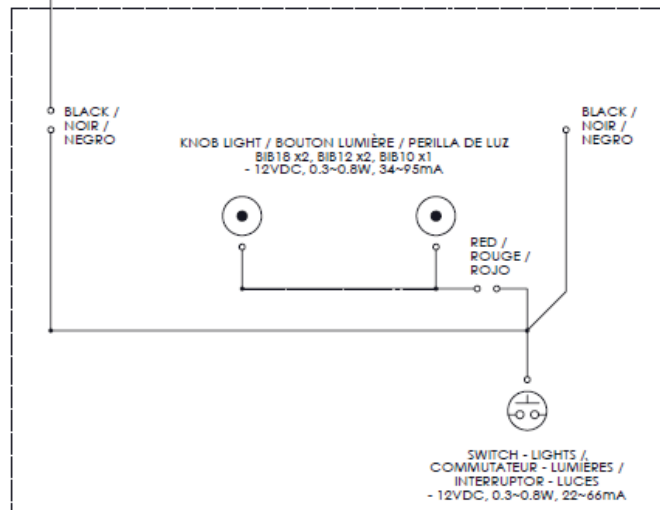 BLACK /
NOIR /
NEGRO
BLACK /
NOIR /
NEGRO
KNOB LIGHT / BOUTON LUMIÈRE / PERILLA DE LUZ
BIB18 x2, BIB12 x2, BIB10 x1
- 12VDC, 0.3~0.8W, 34~95mA
RED /
ROUGE /
ROJO
SWITCH - LIGHTS /
COMMUTATEUR - LUMIÈRES /
INTERRUPTOR - LUCES
- 12VDC, 0.3~0.8W, 22~66mA